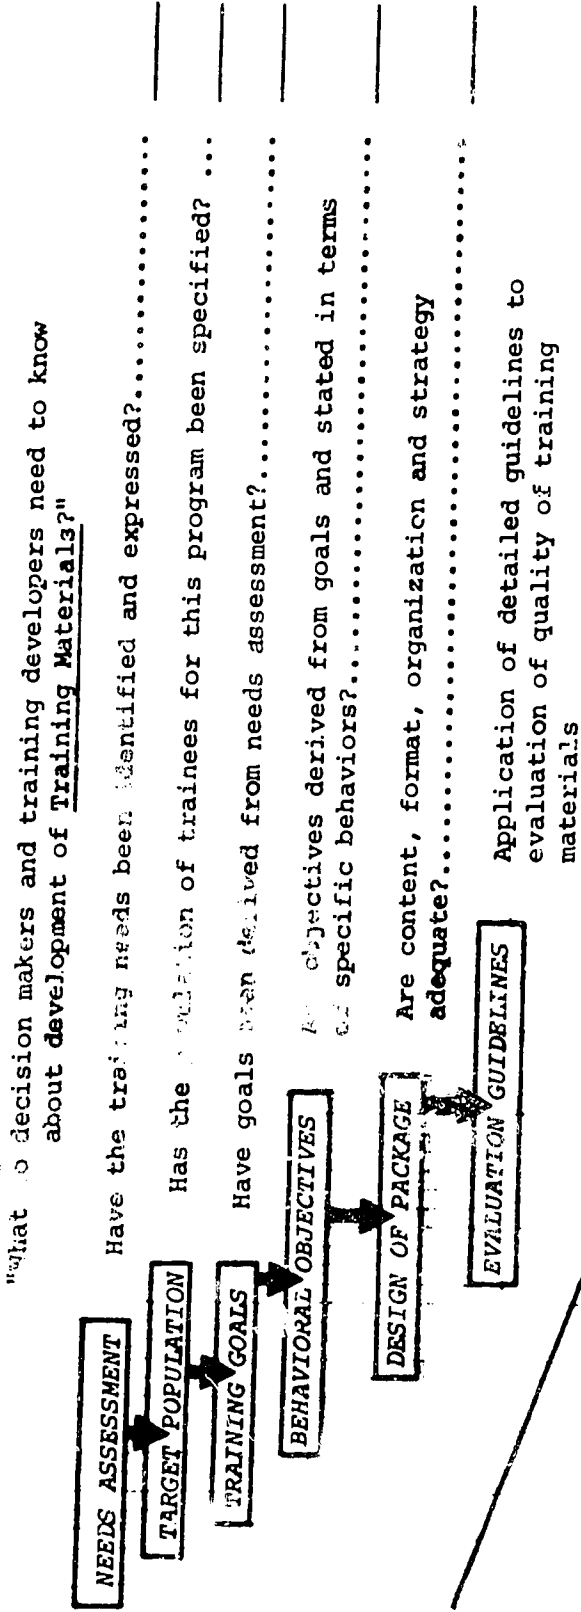 "What do decision makers and training developers need to know
about development of Training Materials?"
NEEDS ASSESSMENT
Have the training needs been identified and expressed?
TARGET POPULATION
Has the population of trainees for this program been specified? ...
TRAINING GOALS
Have goals been derived from needs assessment?
BEHAVIORAL OBJECTIVES
objectives derived from goals and stated in terms
of specific behaviors?
DESIGN OF PACKAGE
Are content, format, organization and strategy
adequate?
EVALUATION GUIDELINES
Application of detailed guidelines to
evaluation of quality of training
materials